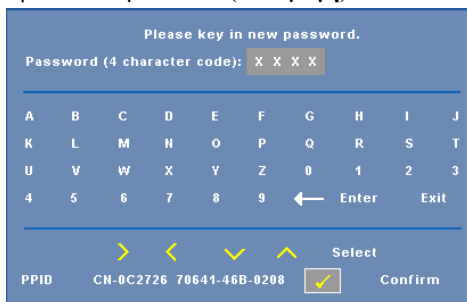 Please key in new password.
Password (4 character code): X X X X
A B C D E F G H I J
K L M N O P Q R S T
U V W X Y Z 0 1 2 3
4 5 6 7 8 9 Enter Exit
Select
PPID CN-0C2726 70641-46B-0208 Confirm